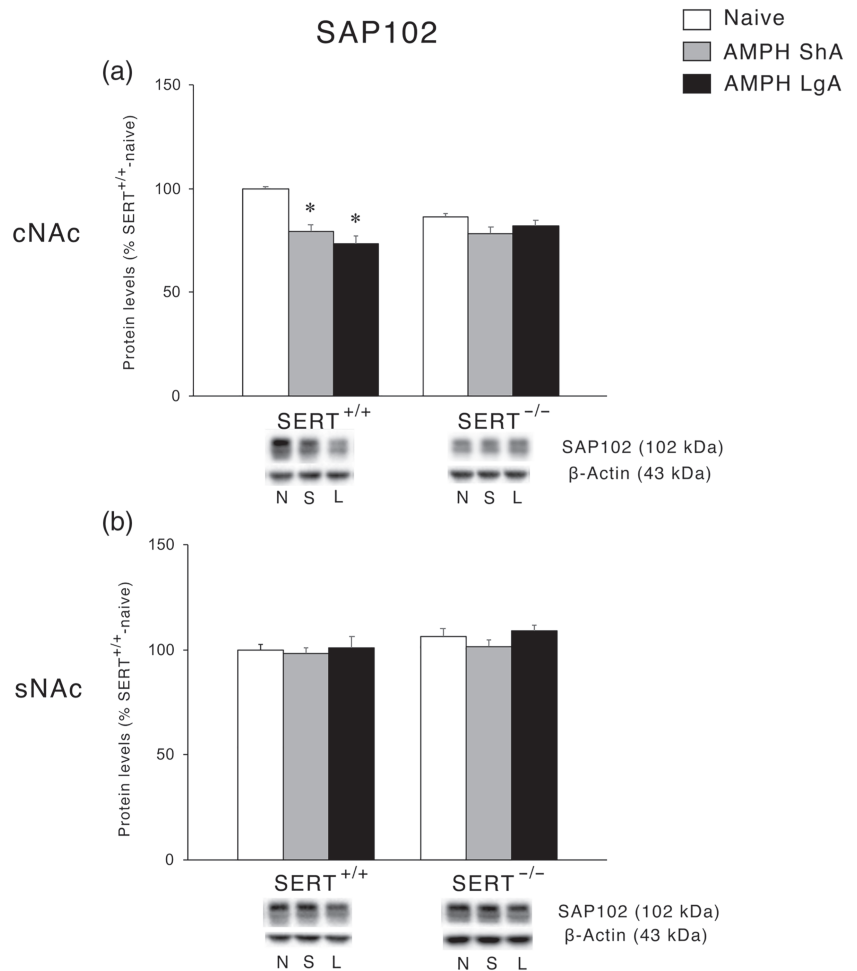 SAP102
Naive
AMPH ShA
AMPH LgA
(a)
cNAc
Protein levels (% SERT+/+-naive)
150
100
50
0
*
*
SERT+/+
SERT−/−
SAP102 (102 kDa)
β-Actin (43 kDa)
N S L
N S L
(b)
sNAc
Protein levels (% SERT+/+-naive)
150
100
50
0
SERT+/+
SERT−/−
SAP102 (102 kDa)
β-Actin (43 kDa)
N S L
N S L